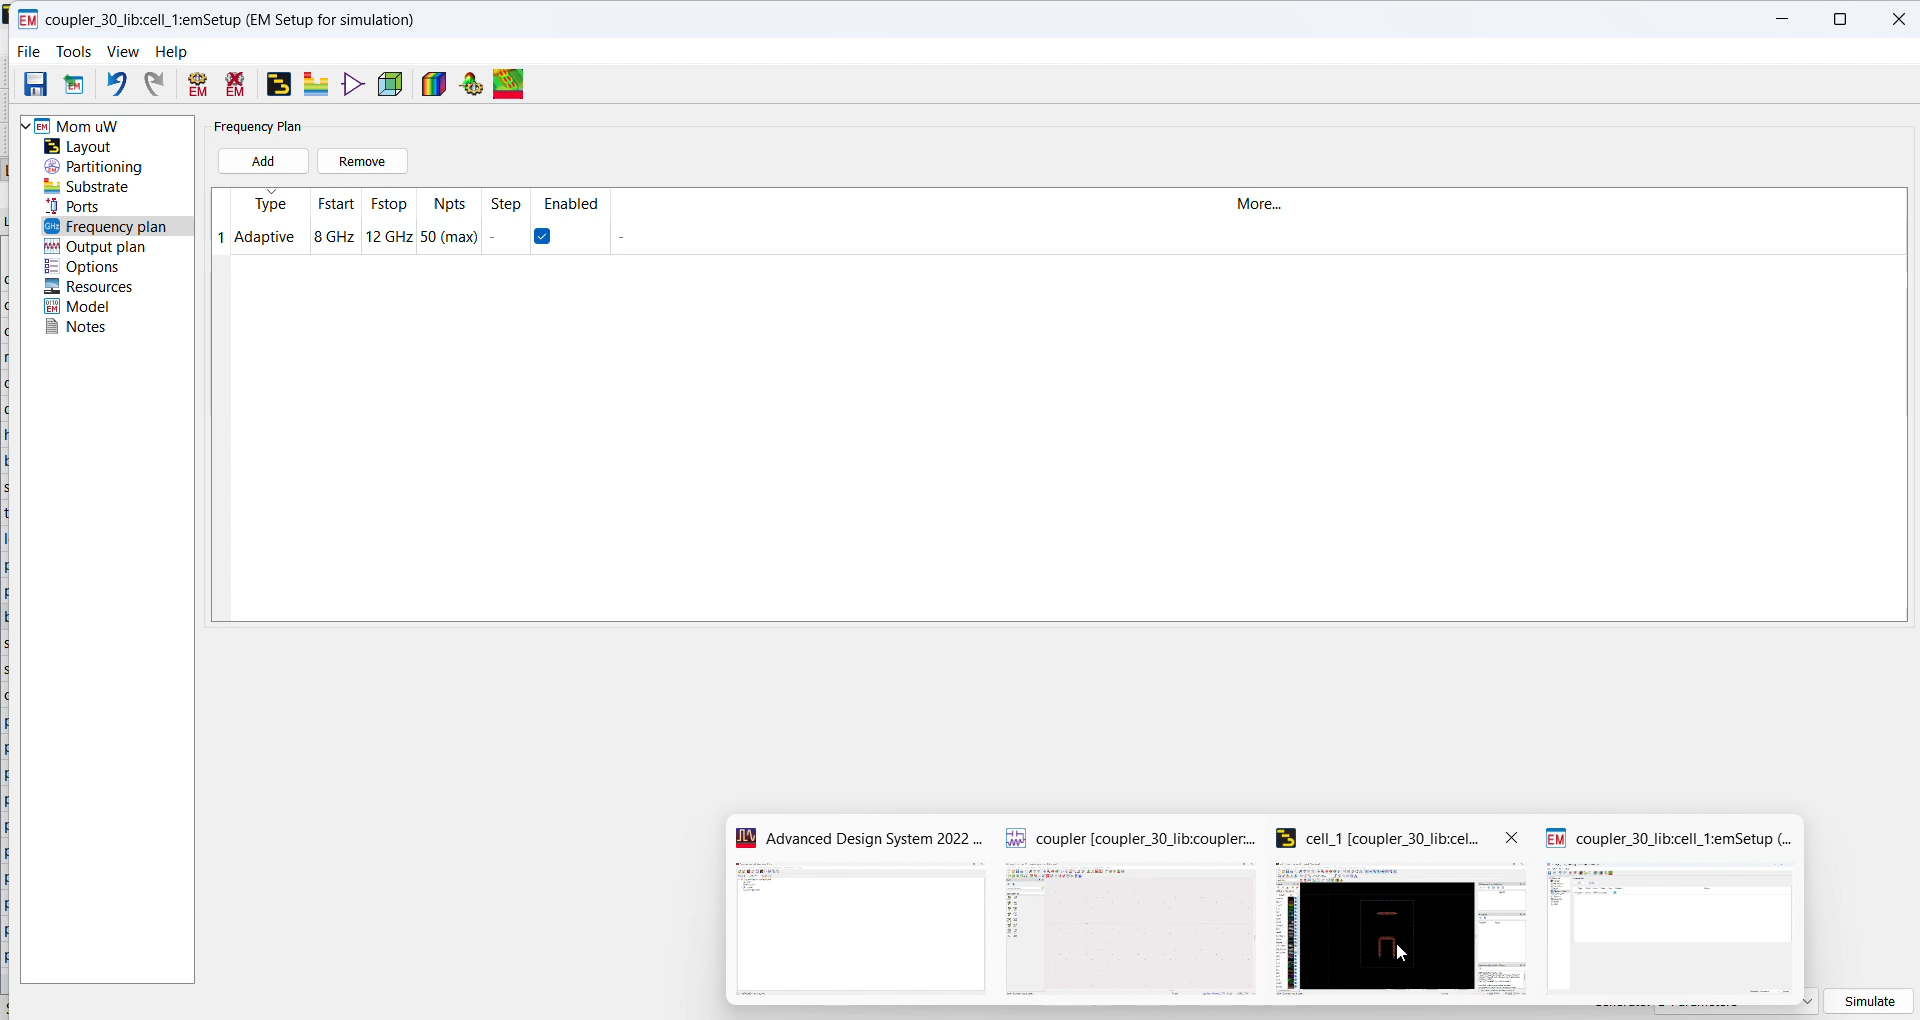 coupler_30_lib:cell_1:emSetup (EM Setup for simulation)
File Tools View Help
Mom uW
Layout
Partitioning
Substrate
Ports
Frequency plan
Output plan
Options
Resources
Model
Notes
Frequency Plan
Add Remove
Type Fstart Fstop Npts Step Enabled More...
1 Adaptive 8 GHz 12 GHz 50 (max) - -
Advanced Design System 2022 ...
coupler [coupler_30_lib:coupler:...
cell_1 [coupler_30_lib:cel...
coupler_30_lib:cell_1:emSetup (...
Simulate